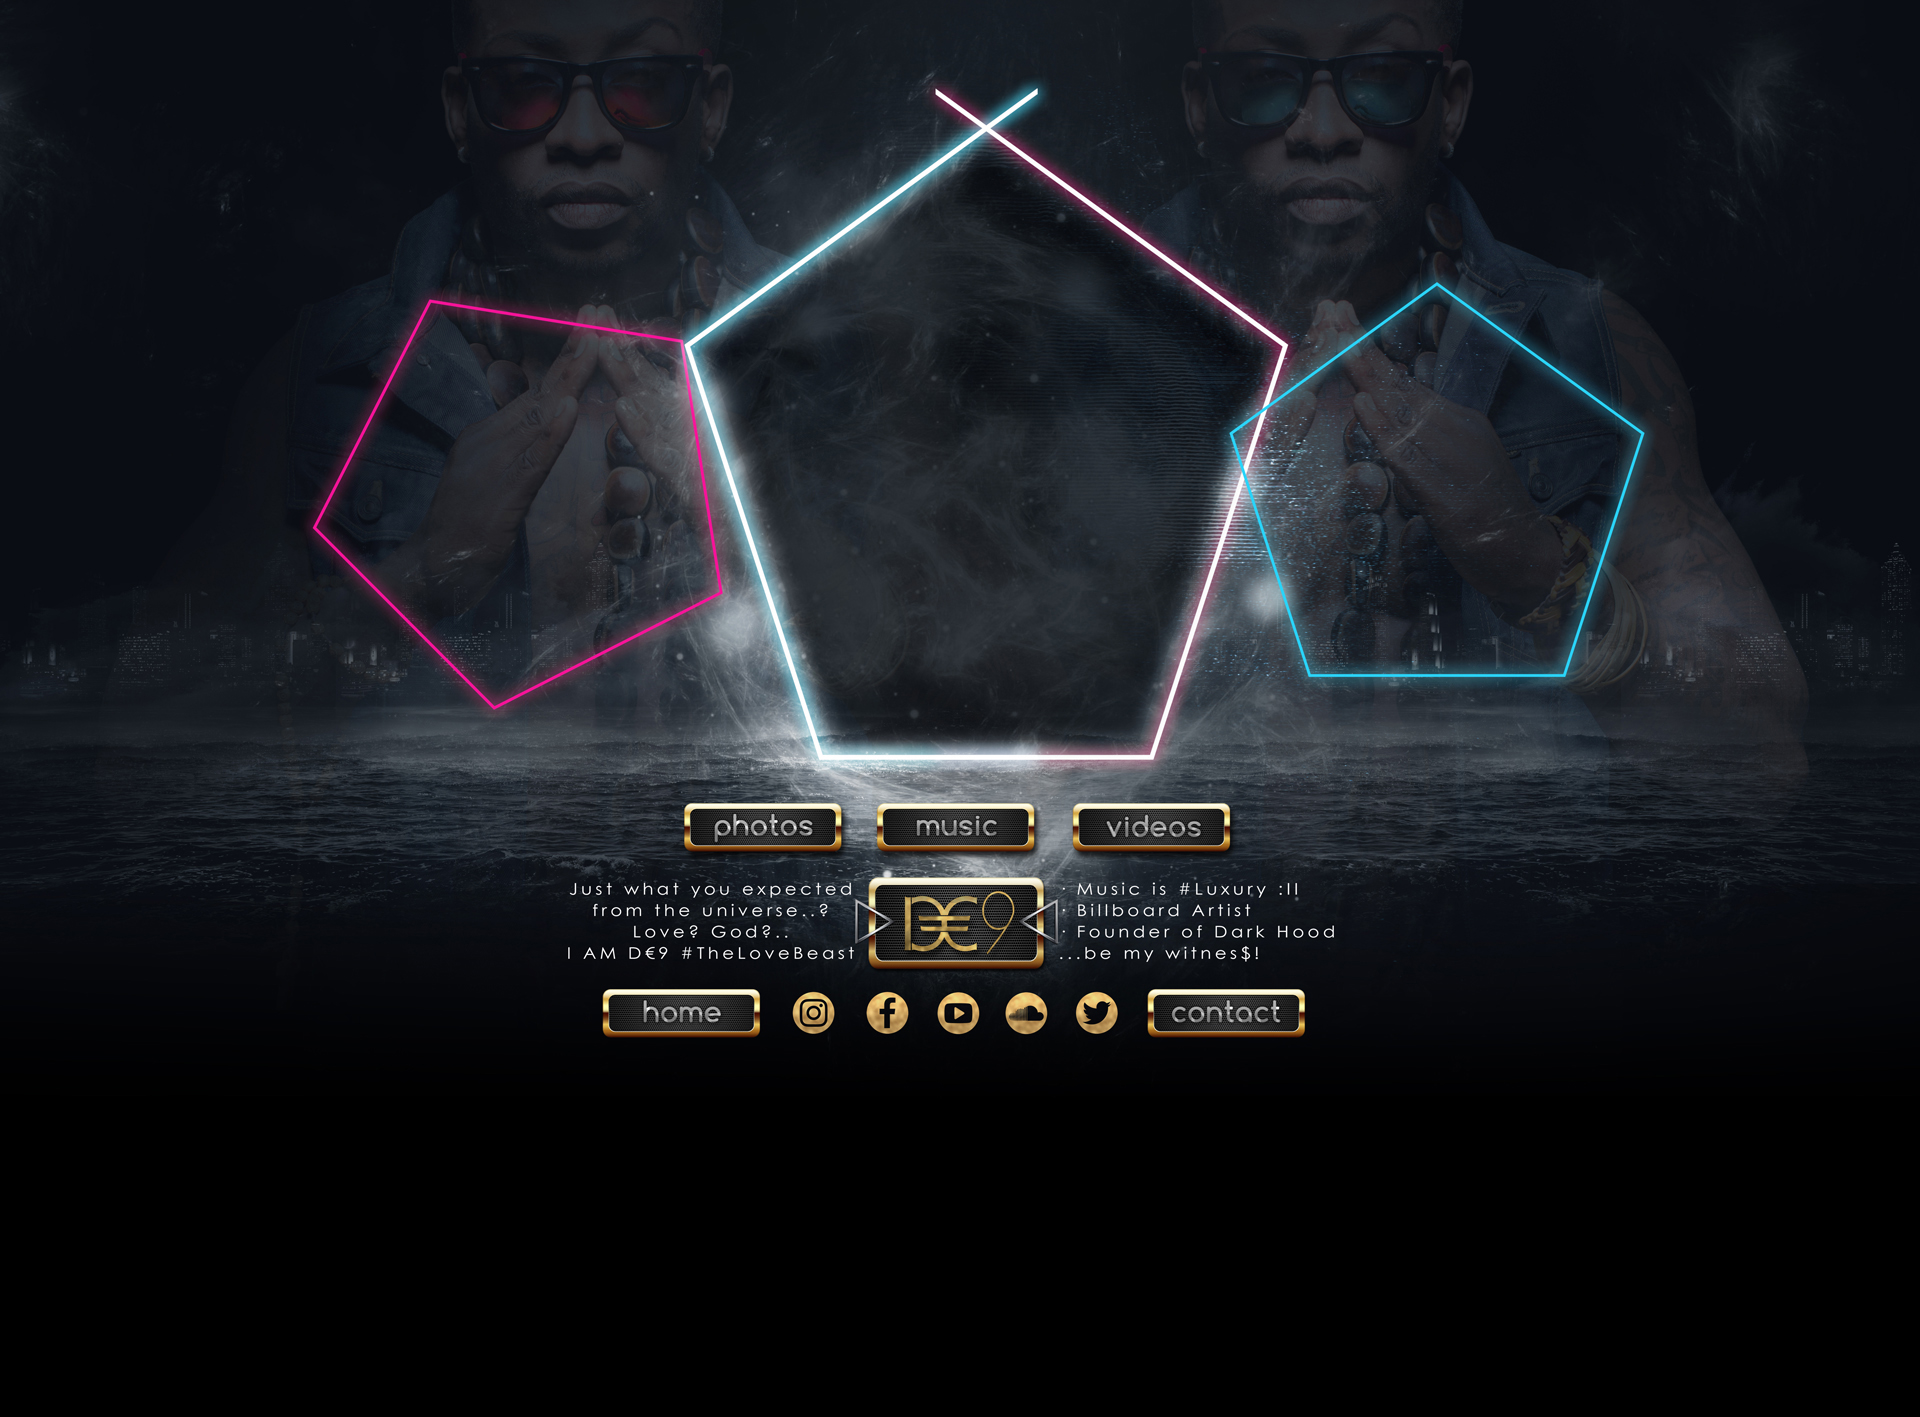 photos
music
videos
Just what you expected
from the universe..?
Love? God?..
I AM D€9 #TheLoveBeast
D€9
· Music is #Luxury :II
· Billboard Artist
· Founder of Dark Hood
...be my witnes$!
home
contact